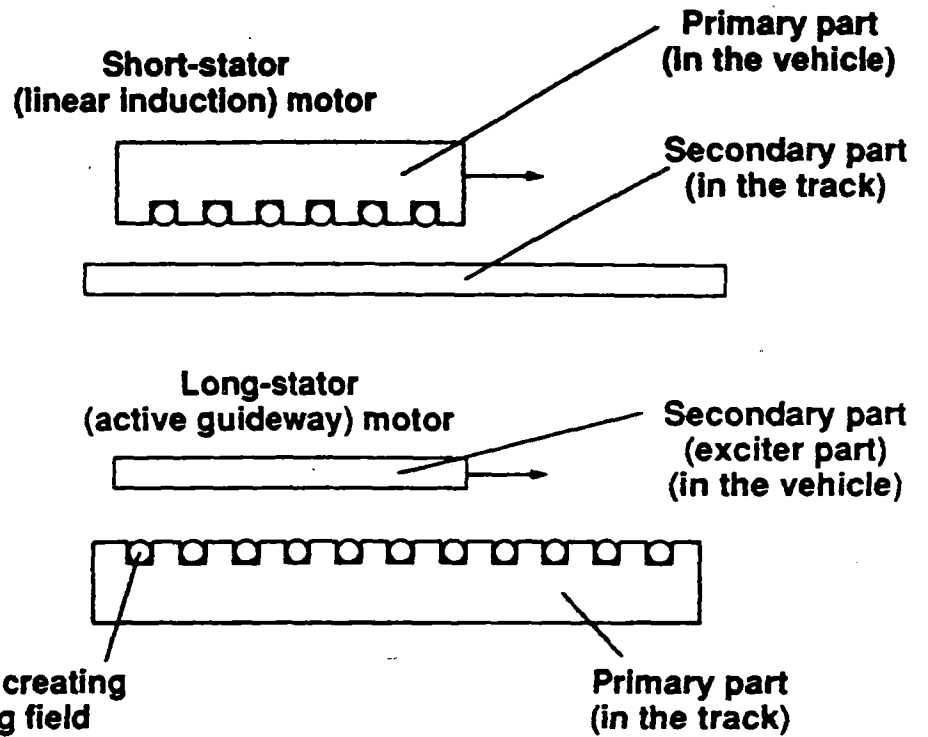 Short-stator
(linear induction) motor
Primary part
(in the vehicle)
Secondary part
(in the track)
Long-stator
(active guideway) motor
Secondary part
(exciter part)
(in the vehicle)
creating
g field
Primary part
(in the track)